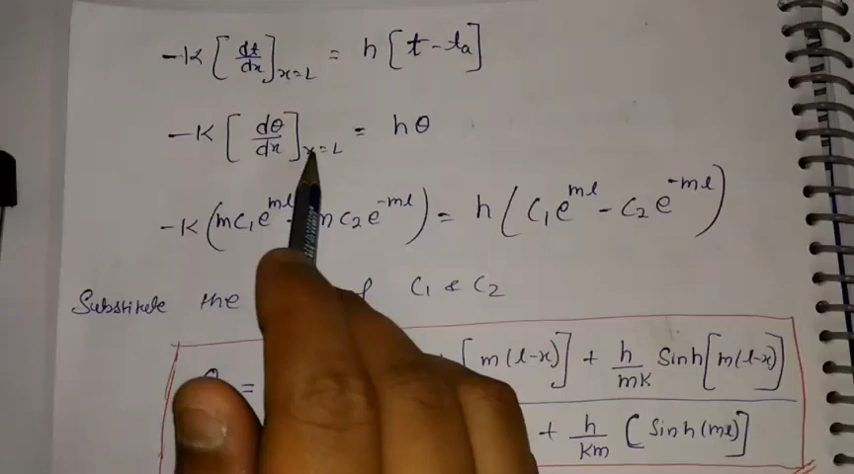 -K[dt/dx]x=L = h[t-ta]
-K[dθ/dx]x=L = hθ
-K(mc₁e^ml - mc₂e^-ml) = h(c₁e^ml - c₂e^-ml)
Substitute the of c₁ & c₂
= [m(l-x)] + h/mk Sinh[m(l-x)]
+ h/km [Sinh(ml)]